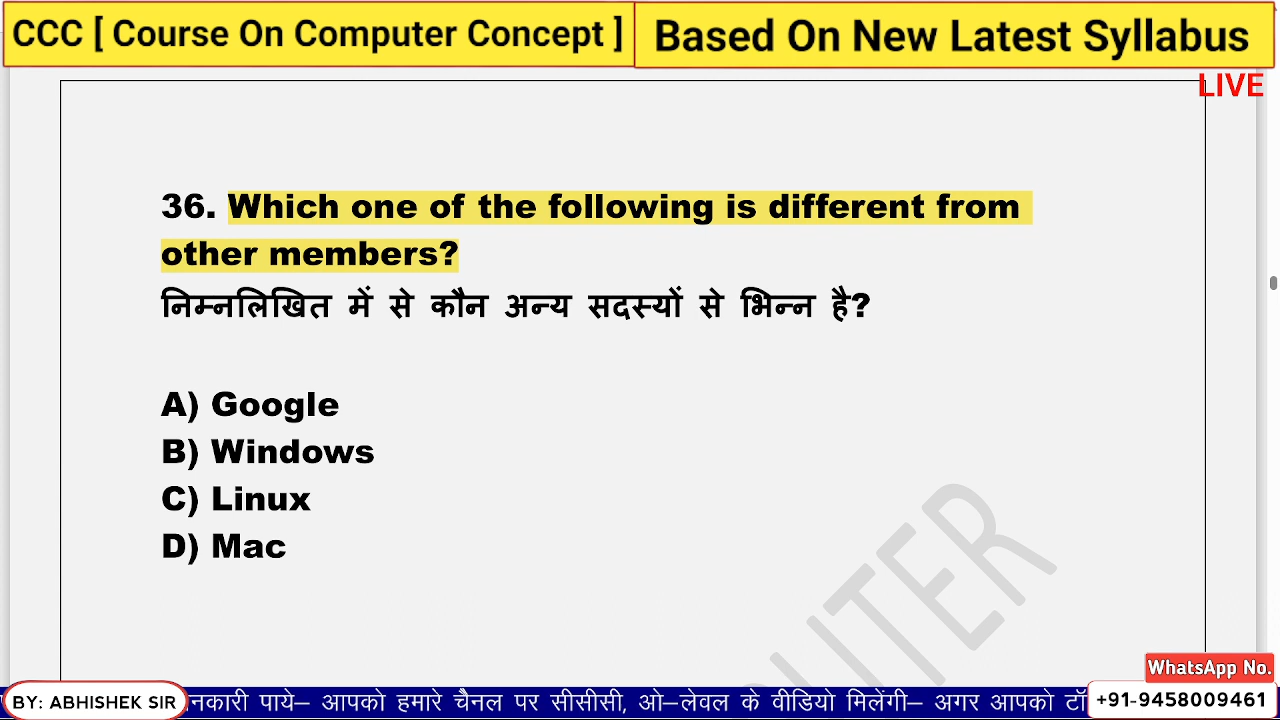 CCC [ Course On Computer Concept ]
Based On New Latest Syllabus
LIVE
36. Which one of the following is different from
other members?
निम्नलिखित में से कौन अन्य सदस्यों से भिन्न है?
A) Google
B) Windows
C) Linux
D) Mac
WhatsApp No.
BY: ABHISHEK SIR
पाये– आपको हमारे चैनल पर सीसीसी, ओ–लेवल के वीडियो मिलेंगी– अगर आपको
+91-9458009461